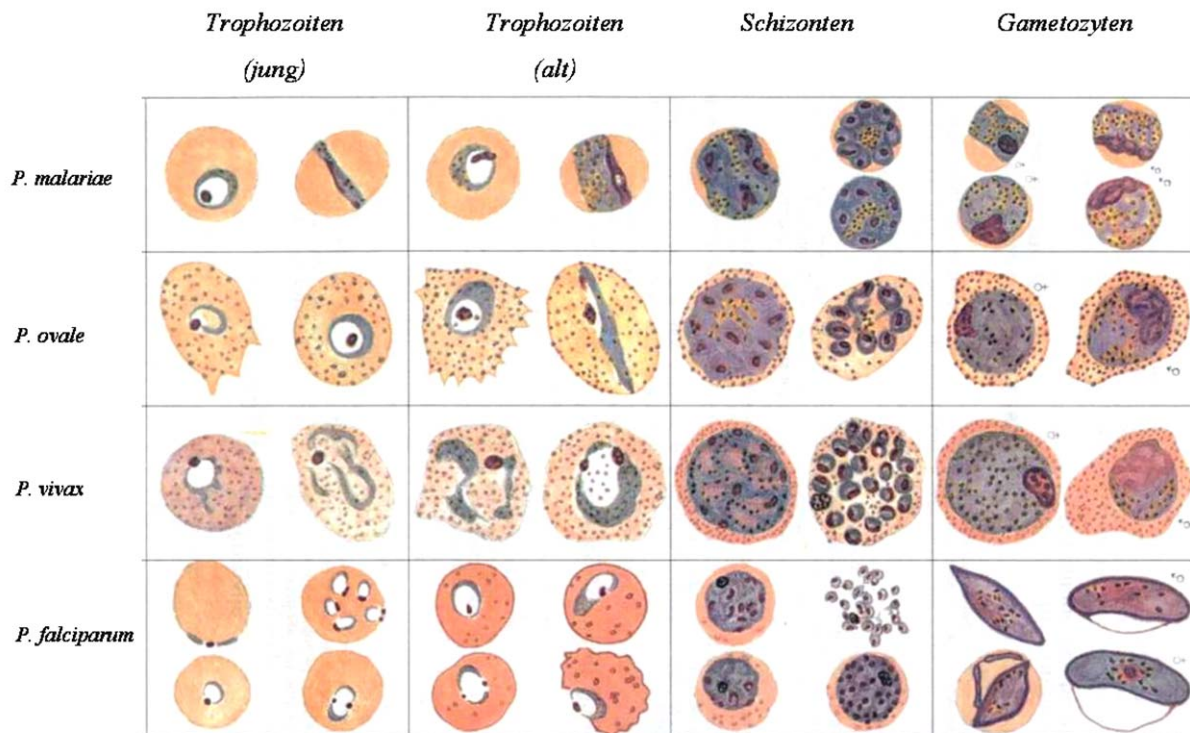 Trophozoiten Trophozoiten Schizonten Gametozyten
(jung) (alt)
P. malariae
P. ovale
P. vivax
P. falciparum